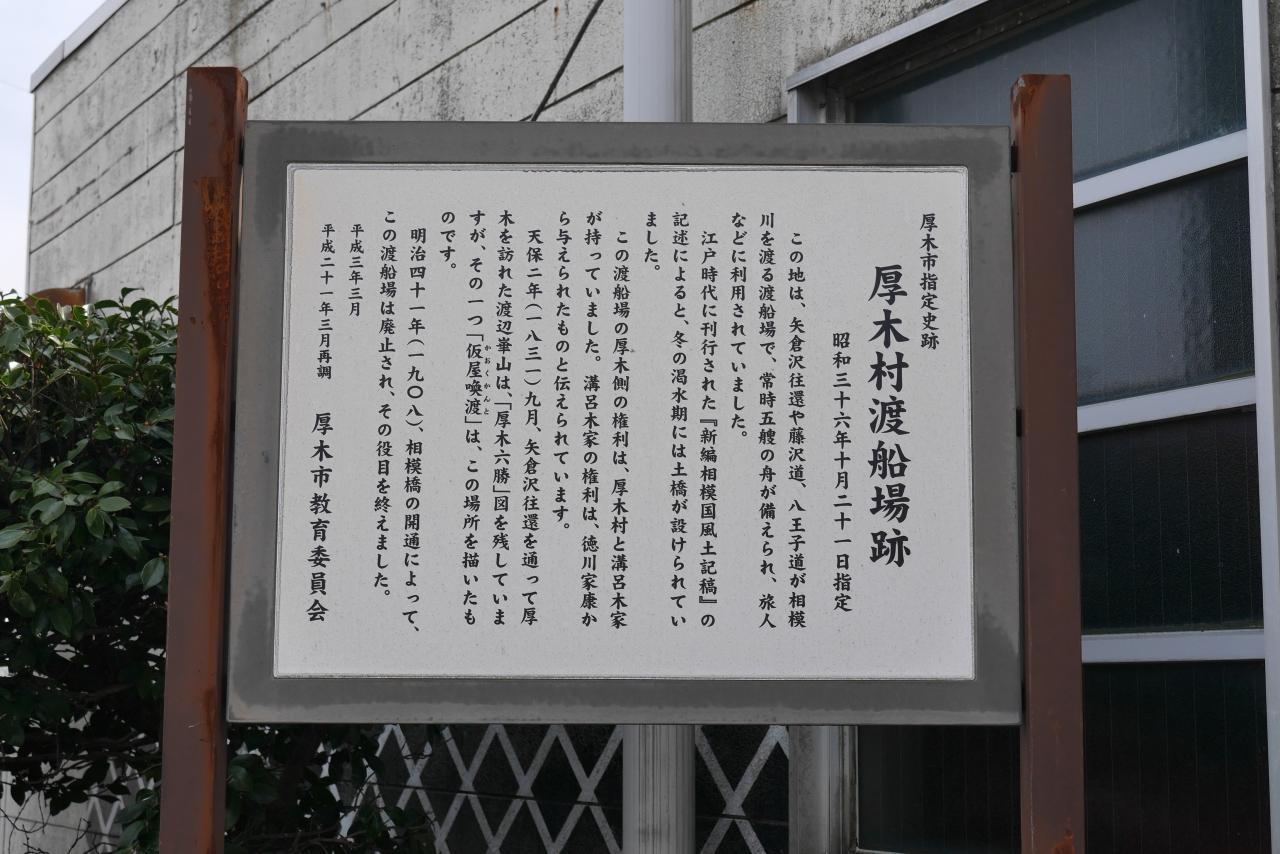 厚木市指定史跡
厚木村渡船場跡
昭和三十六年十月二十一日指定
この地は、矢倉沢往還や藤沢道、八王子道が相模
川を渡る渡船場で、常時五艘の舟が備えられ、旅人
などに利用されていました。
江戸時代に刊行された『新編相模国風土記稿』の
記述によると、冬の渇水期には土橋が設けられてい
ました。
この渡船場の厚木側の権利は、厚木村と溝呂木家
が持っていました。溝呂木家の権利は、徳川家康か
ら与えられたものと伝えられています。
天保二年(一八三一)九月、矢倉沢往還を通って厚
木を訪れた渡辺崋山は、「厚木六勝」図を残していま
すが、その一つ「仮屋喚渡」は、この場所を描いたも
かおくかんと
のです。
明治四十一年(一九〇八)、相模橋の開通によって、
この渡船場は廃止され、その役目を終えました。
平成三年三月
平成二十一年三月再調
厚木市教育委員会